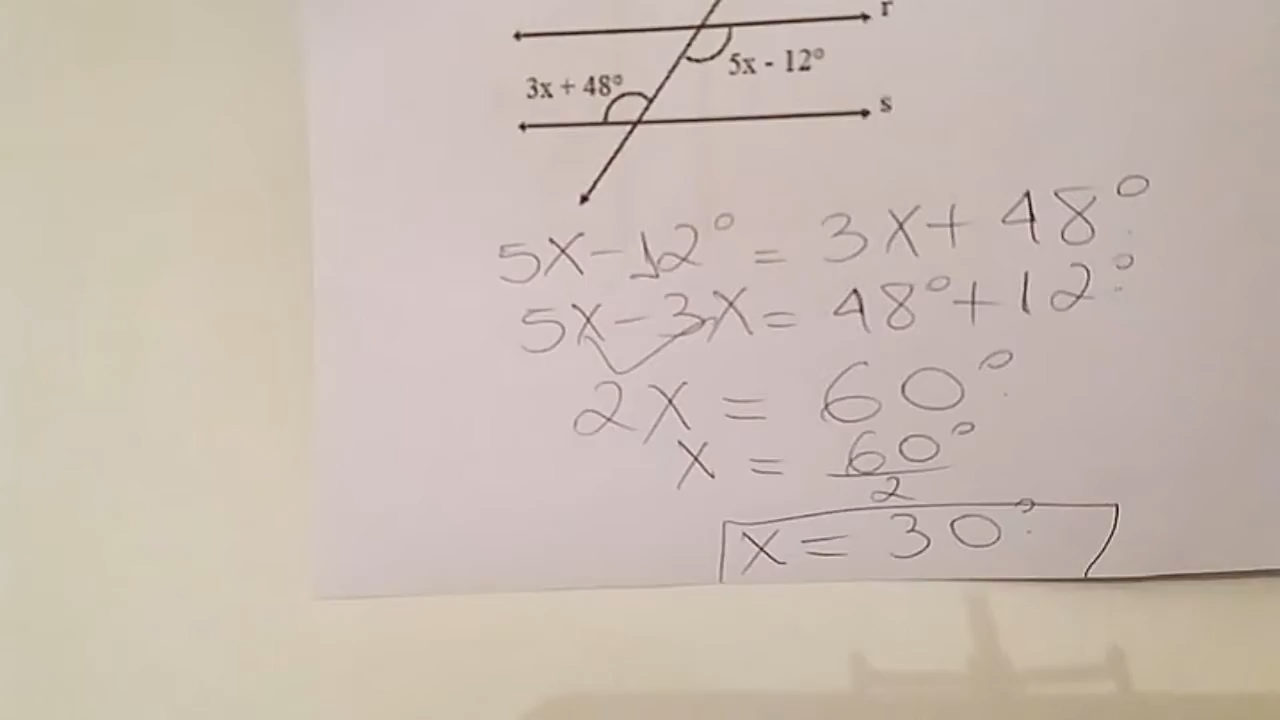 r
5x - 12°
3x + 48°
s
5x-12° = 3x+48°
5x-3x = 48°+12°
2x = 60°
x = 60°/2
x = 30°